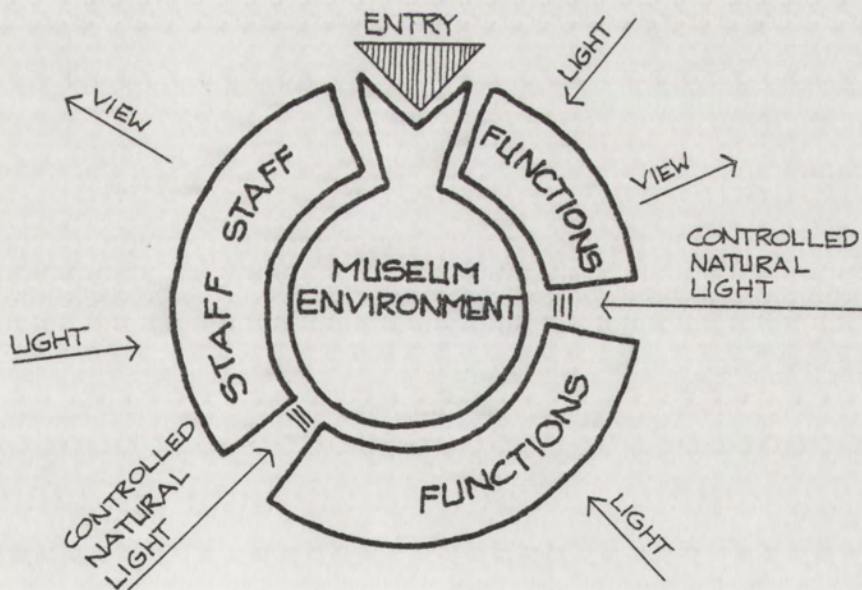 ENTRY
LIGHT
VIEW
FUNCTIONS
VIEW
STAFF STAFF
MUSEUM
ENVIRONMENT
CONTROLLED
NATURAL
LIGHT
LIGHT
FUNCTIONS
CONTROLLED
NATURAL
LIGHT
LIGHT